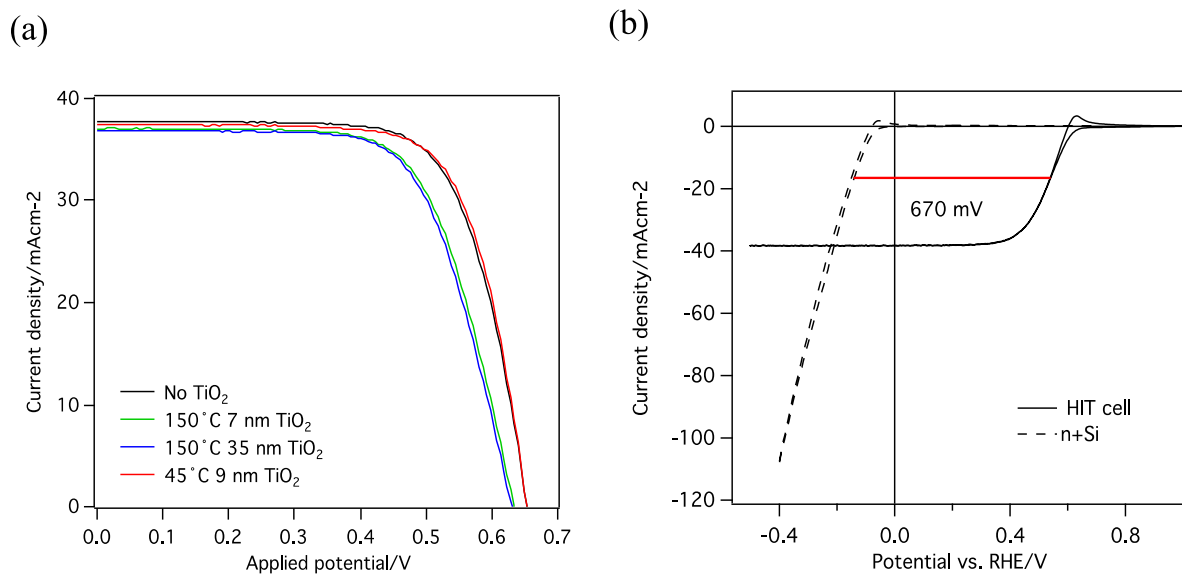 (a)
40
30
20
10
0
Current density/mAcm-2
No TiO₂
150˚C 7 nm TiO₂
150˚C 35 nm TiO₂
45˚C 9 nm TiO₂
0.0 0.1 0.2 0.3 0.4 0.5 0.6 0.7
Applied potential/V
(b)
0
-20
-40
-60
-80
-100
-120
Current density/mAcm-2
670 mV
HIT cell
n+Si
-0.4 0.0 0.4 0.8
Potential vs. RHE/V